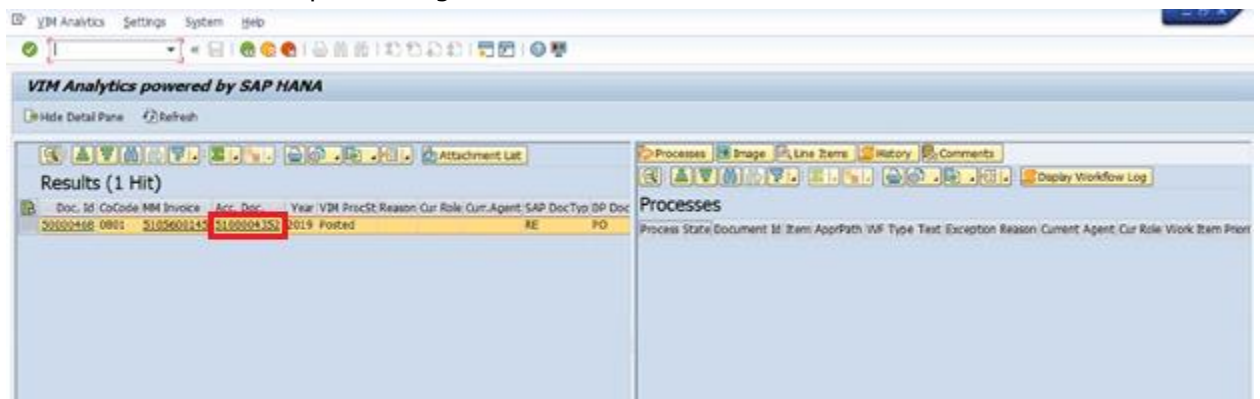 VIM Analytics Settings System Help
VIM Analytics powered by SAP HANA
Hide Detail Pane Refresh
Attachment List
Results (1 Hit)
Doc. Id CoCode MM Invoice Acc. Doc. Year VIM ProcSt Reason Cur Role Curr.Agent SAP DocTyp DP Doc
50000468 0801 5105600145 5100004352 2019 Posted RE PO
Processes Image Line Items History Comments
Display Workflow Log
Processes
Process State Document Id Item ApprPath WF Type Text Exception Reason Current Agent Cur Role Work Item Priori